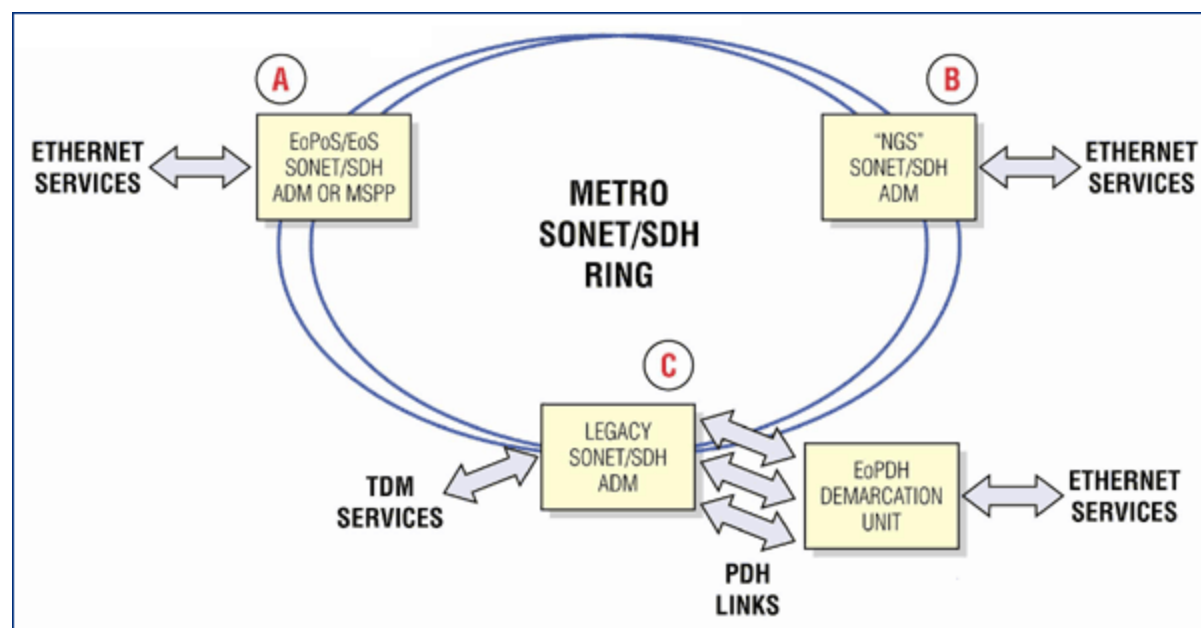 A
B
EoPoS/EoS
SONET/SDH
ADM OR MSPP
ETHERNET
SERVICES
"NGS"
SONET/SDH
ADM
ETHERNET
SERVICES
METRO
SONET/SDH
RING
C
LEGACY
SONET/SDH
ADM
TDM
SERVICES
EoPDH
DEMARCATION
UNIT
ETHERNET
SERVICES
PDH
LINKS